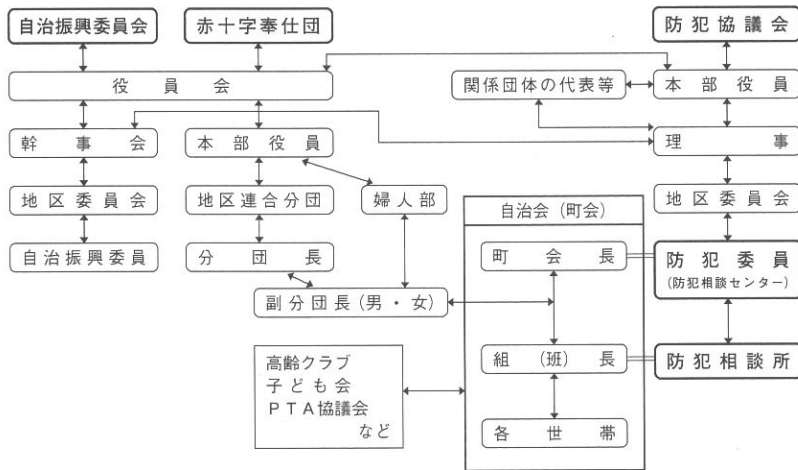 自治振興委員会
赤十字奉仕団
防犯協議会
役員会
関係団体の代表等
本部役員
幹事会
本部役員
理事
地区委員会
地区連合分団
婦人部
自治会(町会)
地区委員会
自治振興委員
分団長
町会長
防犯委員
(防犯相談センター)
副分団長(男・女)
高齢クラブ
子ども会
PTA協議会
など
組(班)長
防犯相談所
各世帯